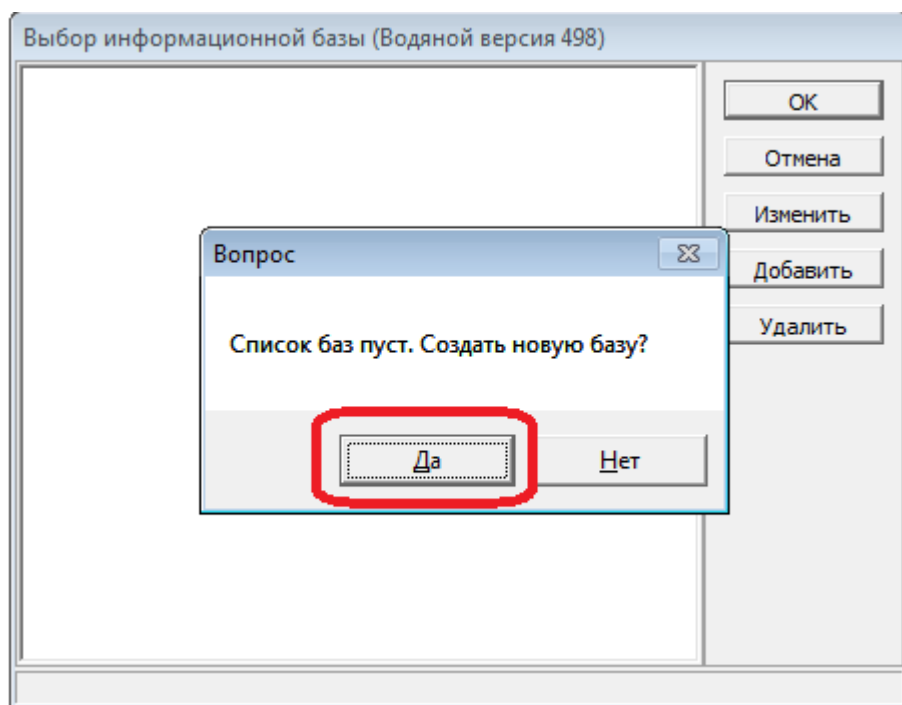 Выбор информационной базы (Водяной версия 498)
OK
Отмена
Изменить
Добавить
Удалить
Вопрос
Список баз пуст. Создать новую базу?
Да
Нет